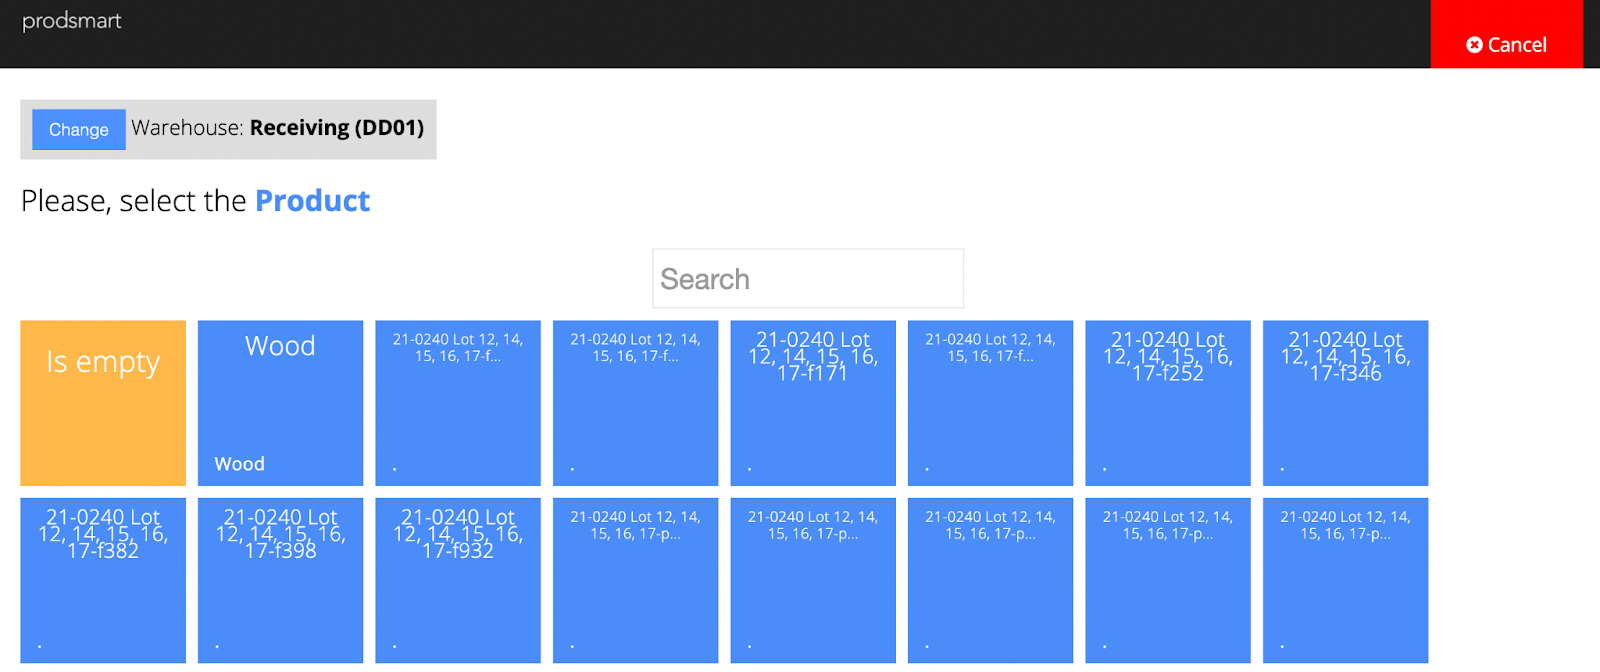 prodsmart
Cancel
Change Warehouse: Receiving (DD01)
Please, select the Product
Search
Is empty
Wood
Wood
21-0240 Lot 12, 14,
15, 16, 17-f...
.
21-0240 Lot 12, 14,
15, 16, 17-f...
.
21-0240 Lot
12, 14, 15, 16,
17-f171
.
21-0240 Lot 12, 14,
15, 16, 17-f...
.
21-0240 Lot
12, 14, 15, 16,
17-f252
.
21-0240 Lot
12, 14, 15, 16,
17-f346
.
21-0240 Lot
12, 14, 15, 16,
17-f382
.
21-0240 Lot
12, 14, 15, 16,
17-f398
.
21-0240 Lot
12, 14, 15, 16,
17-f932
.
21-0240 Lot 12, 14,
15, 16, 17-p...
.
21-0240 Lot 12, 14,
15, 16, 17-p...
.
21-0240 Lot 12, 14,
15, 16, 17-p...
.
21-0240 Lot 12, 14,
15, 16, 17-p...
.
21-0240 Lot 12, 14,
15, 16, 17-p...
.